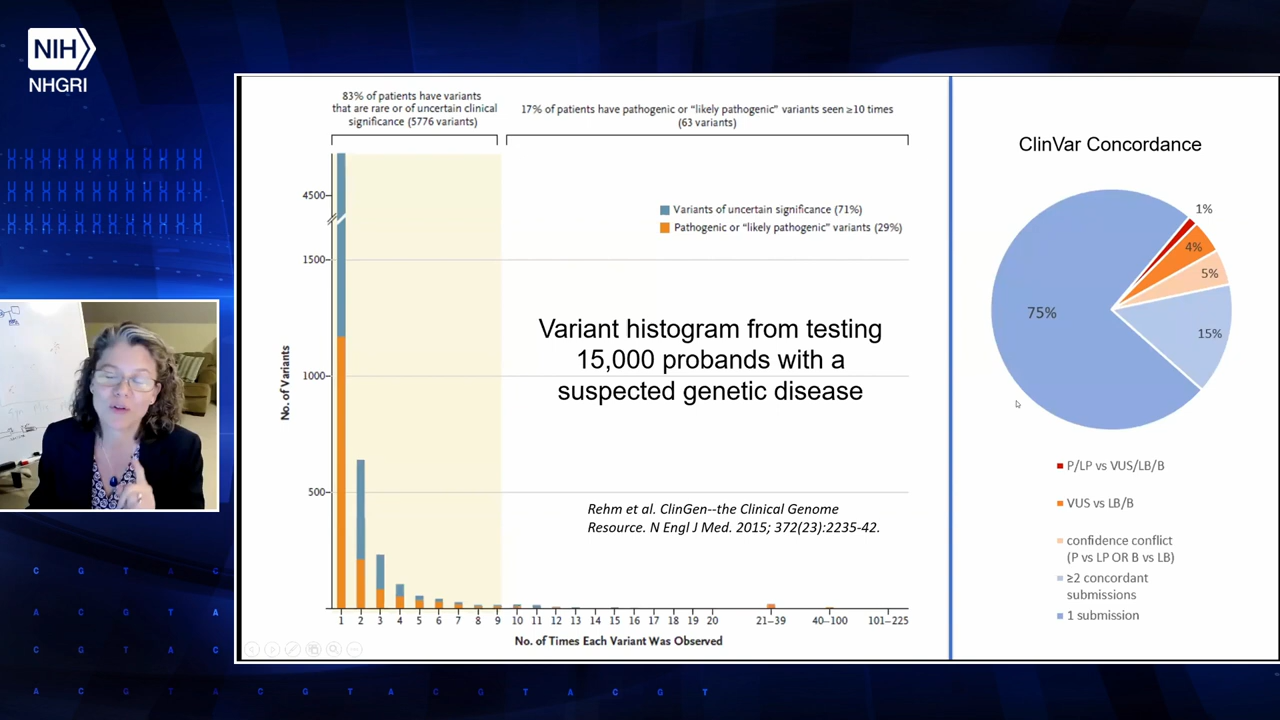 NIH
NHGRI
83% of patients have variants
that are rare or of uncertain clinical
significance (5776 variants)
17% of patients have pathogenic or “likely pathogenic” variants seen ≥10 times
(63 variants)
4500
1500
1000
500
No. of Variants
Variants of uncertain significance (71%)
Pathogenic or “likely pathogenic” variants (29%)
Variant histogram from testing
15,000 probands with a
suspected genetic disease
Rehm et al. ClinGen--the Clinical Genome
Resource. N Engl J Med. 2015; 372(23):2235-42.
1 2 3 4 5 6 7 8 9 10 11 12 13 14 15 16 17 18 19 20 21–39 40–100 101–225
No. of Times Each Variant Was Observed
ClinVar Concordance
1%
4%
5%
15%
75%
P/LP vs VUS/LB/B
VUS vs LB/B
confidence conflict
(P vs LP OR B vs LB)
≥2 concordant
submissions
1 submission
C G T A C
A C G T A
C G T A C
A C G T A C G T A C G T A C G T